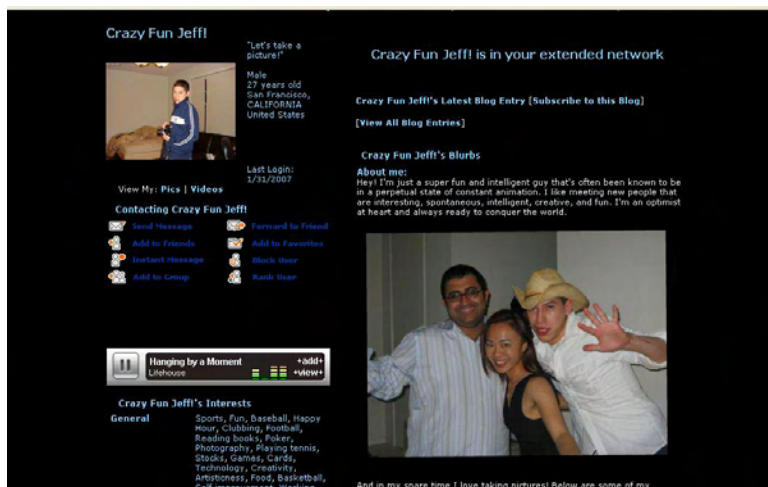 Crazy Fun Jeff!
"Let's take a
picture!"
Male
27 years old
San Francisco,
CALIFORNIA
United States
Last Login:
1/31/2007
View My: Pics | Videos
Contacting Crazy Fun Jeff!
Send Message
Forward to Friend
Add to Friends
Add to Favorites
Instant Message
Block User
Add to Group
Rank User
Hanging by a Moment
Lifehouse
+add+
+view+
Crazy Fun Jeff!'s Interests
General
Sports, Fun, Baseball, Happy
Hour, Clubbing, Football,
Reading books, Poker,
Photography, Playing tennis,
Stocks, Games, Cards,
Technology, Creativity,
Artisticness, Food, Basketball,
Self improvement, Working
Crazy Fun Jeff! is in your extended network
Crazy Fun Jeff!'s Latest Blog Entry [Subscribe to this Blog]
[View All Blog Entries]
Crazy Fun Jeff!'s Blurbs
About me:
Hey! I'm just a super fun and intelligent guy that's often been known to be
in a perpetual state of constant animation. I like meeting new people that
are interesting, spontaneous, intelligent, creative, and fun. I'm an optimist
at heart and always ready to conquer the world.
And in my spare time I love taking pictures! Below are some of my